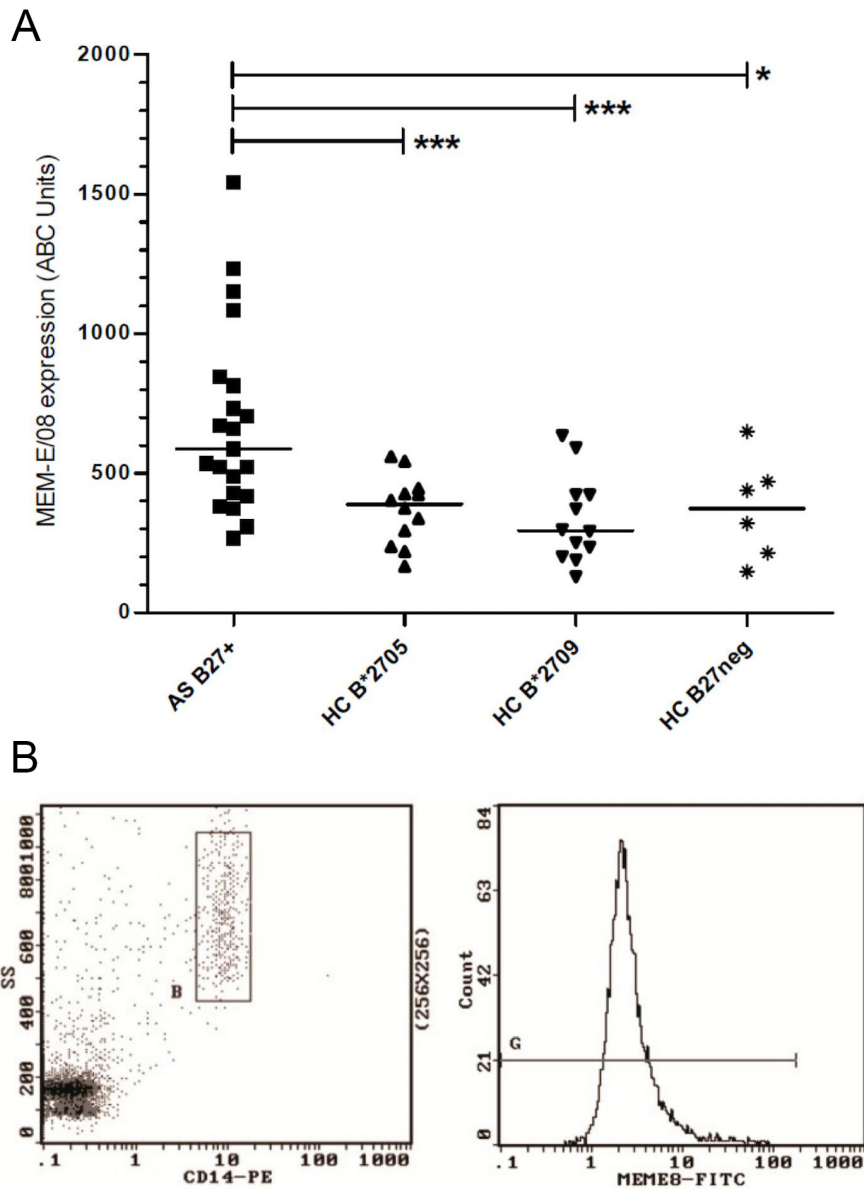 A
MEM-E/08 expression (ABC Units)
2000
1500
1000
500
0
*
***
***
AS B27+
HC B*2705
HC B*2709
HC B27neg
B
SS
0 200 400 600 8001000
B
.1 1 10 100 1000
CD14-PE
(256X256)
Count
84
63
42
21
0
G
.1 1 10 100 1000
MEME8-FITC